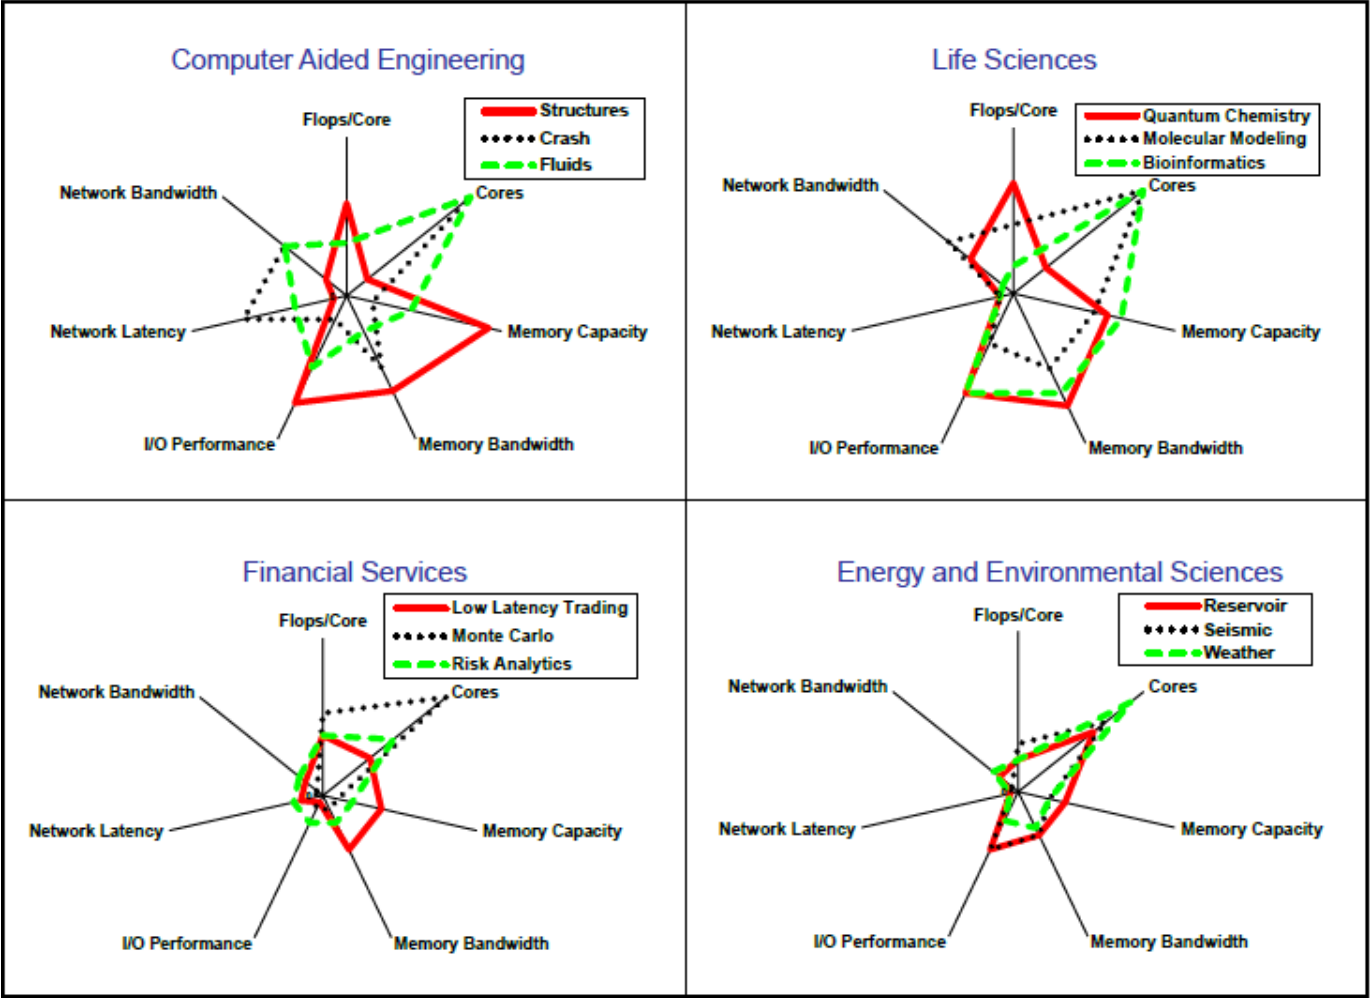 Computer Aided Engineering
Structures
Crash
Fluids
Flops/Core
Network Bandwidth
Cores
Network Latency
Memory Capacity
I/O Performance
Memory Bandwidth
Life Sciences
Quantum Chemistry
Molecular Modeling
Bioinformatics
Flops/Core
Network Bandwidth
Cores
Network Latency
Memory Capacity
I/O Performance
Memory Bandwidth
Financial Services
Low Latency Trading
Monte Carlo
Risk Analytics
Flops/Core
Network Bandwidth
Cores
Network Latency
Memory Capacity
I/O Performance
Memory Bandwidth
Energy and Environmental Sciences
Reservoir
Seismic
Weather
Flops/Core
Network Bandwidth
Cores
Network Latency
Memory Capacity
I/O Performance
Memory Bandwidth